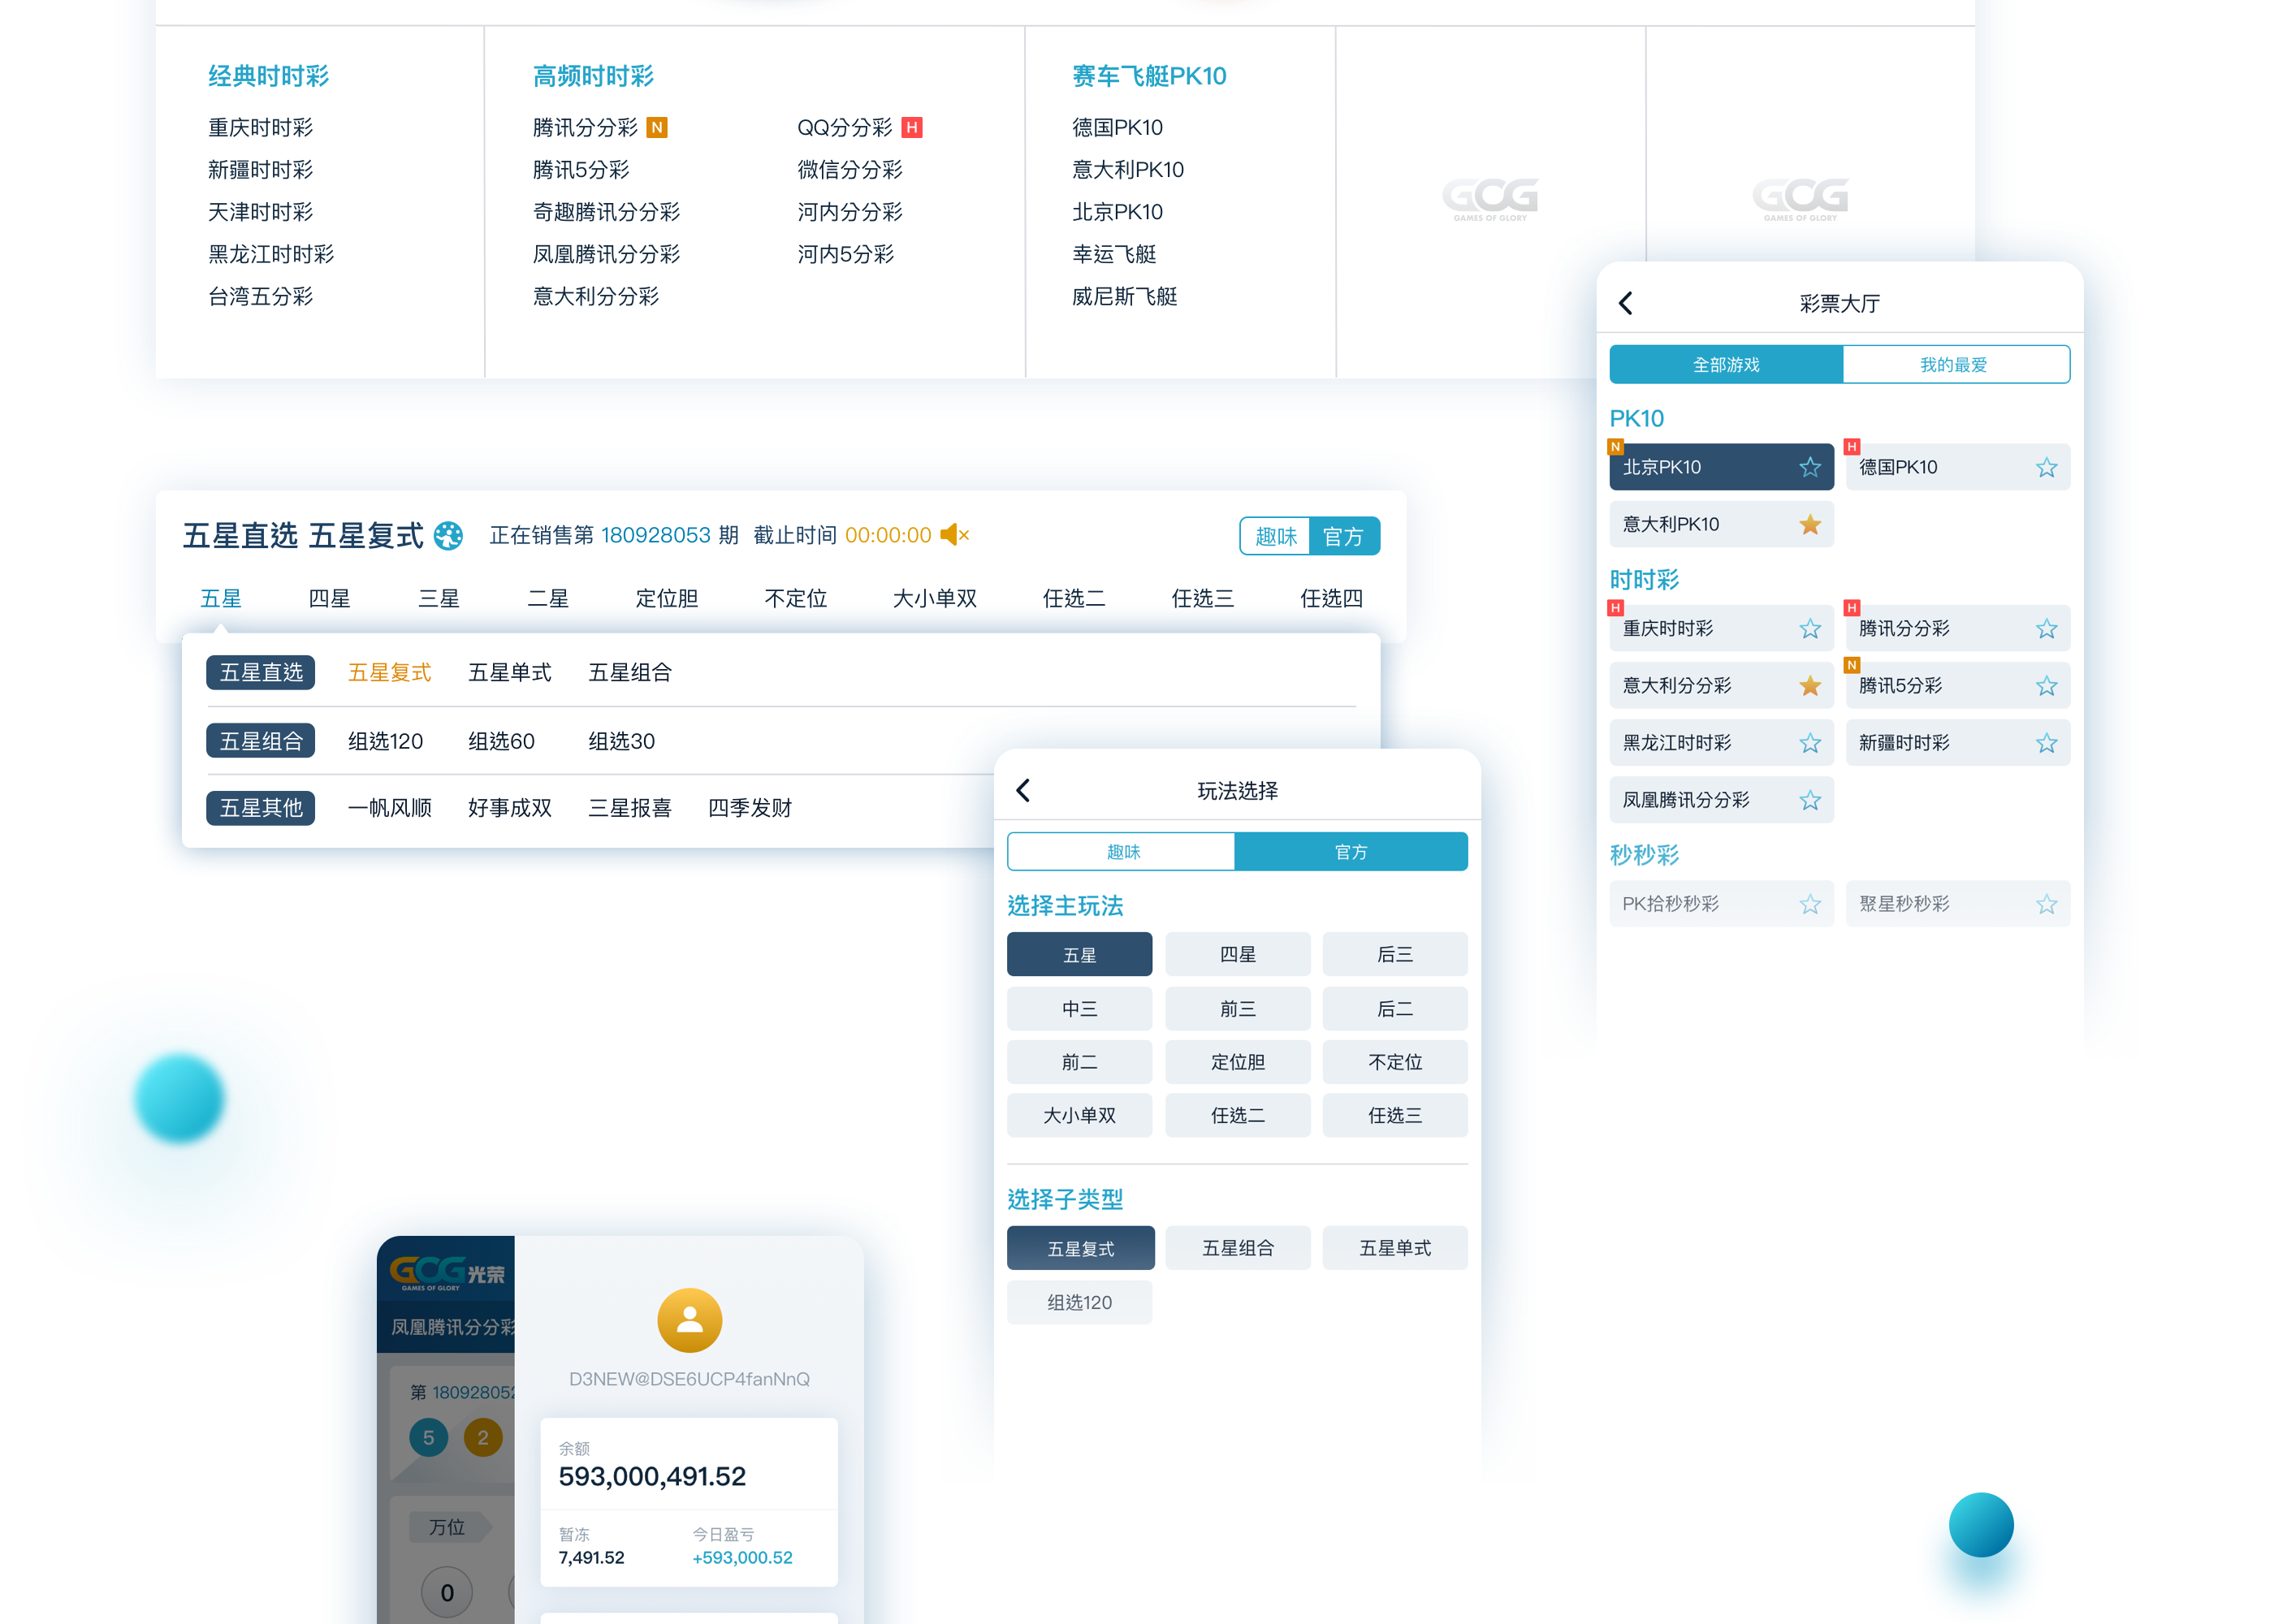 经典时时彩
重庆时时彩
新疆时时彩
天津时时彩
黑龙江时时彩
台湾五分彩
高频时时彩
腾讯分分彩 N
腾讯5分彩
奇趣腾讯分分彩
凤凰腾讯分分彩
意大利分分彩
QQ分分彩 H
微信分分彩
河内分分彩
河内5分彩
赛车飞艇PK10
德国PK10
意大利PK10
北京PK10
幸运飞艇
威尼斯飞艇
GOG
GAMES OF GLORY
GOG
GAMES OF GLORY
五星直选 五星复式 正在销售第 180928053 期 截止时间 00:00:00
趣味 官方
五星 四星 三星 二星 定位胆 不定位 大小单双 任选二 任选三 任选四
五星直选 五星复式 五星单式 五星组合
五星组合 组选120 组选60 组选30
五星其他 一帆风顺 好事成双 三星报喜 四季发财
彩票大厅
全部游戏 我的最爱
PK10
N 北京PK10 H 德国PK10
意大利PK10
时时彩
H 重庆时时彩 H 腾讯分分彩
意大利分分彩 N 腾讯5分彩
黑龙江时时彩 新疆时时彩
凤凰腾讯分分彩
秒秒彩
PK拾秒秒彩 聚星秒秒彩
玩法选择
趣味 官方
选择主玩法
五星 四星 后三
中三 前三 后二
前二 定位胆 不定位
大小单双 任选二 任选三
选择子类型
五星复式 五星组合 五星单式
组选120
GOG光荣
GAMES OF GLORY
凤凰腾讯分分彩
第 180928052
5 2
万位
0
D3NEW@DSE6UCP4fanNnQ
余额
593,000,491.52
暂冻 今日盈亏
7,491.52 +593,000.52